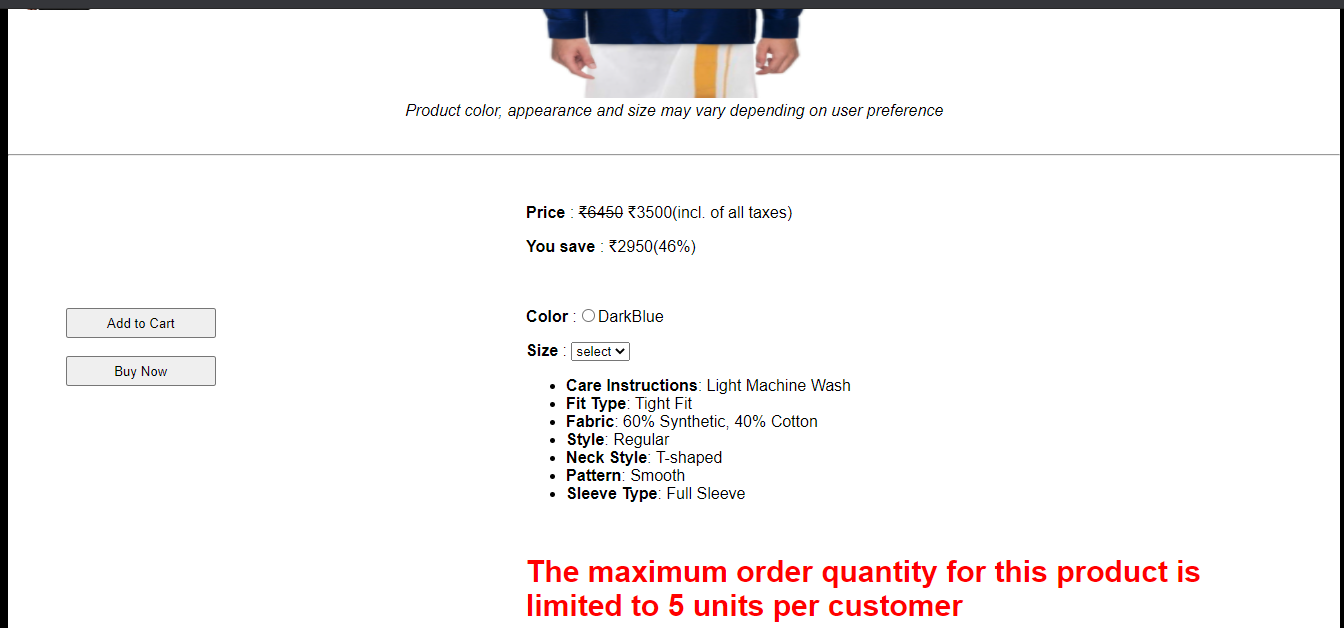 Product color, appearance and size may vary depending on user preference
Price : ₹6450 ₹3500(incl. of all taxes)
You save : ₹2950(46%)
Add to Cart
Buy Now
Color : DarkBlue
Size : select
Care Instructions: Light Machine Wash
Fit Type: Tight Fit
Fabric: 60% Synthetic, 40% Cotton
Style: Regular
Neck Style: T-shaped
Pattern: Smooth
Sleeve Type: Full Sleeve
The maximum order quantity for this product is
limited to 5 units per customer